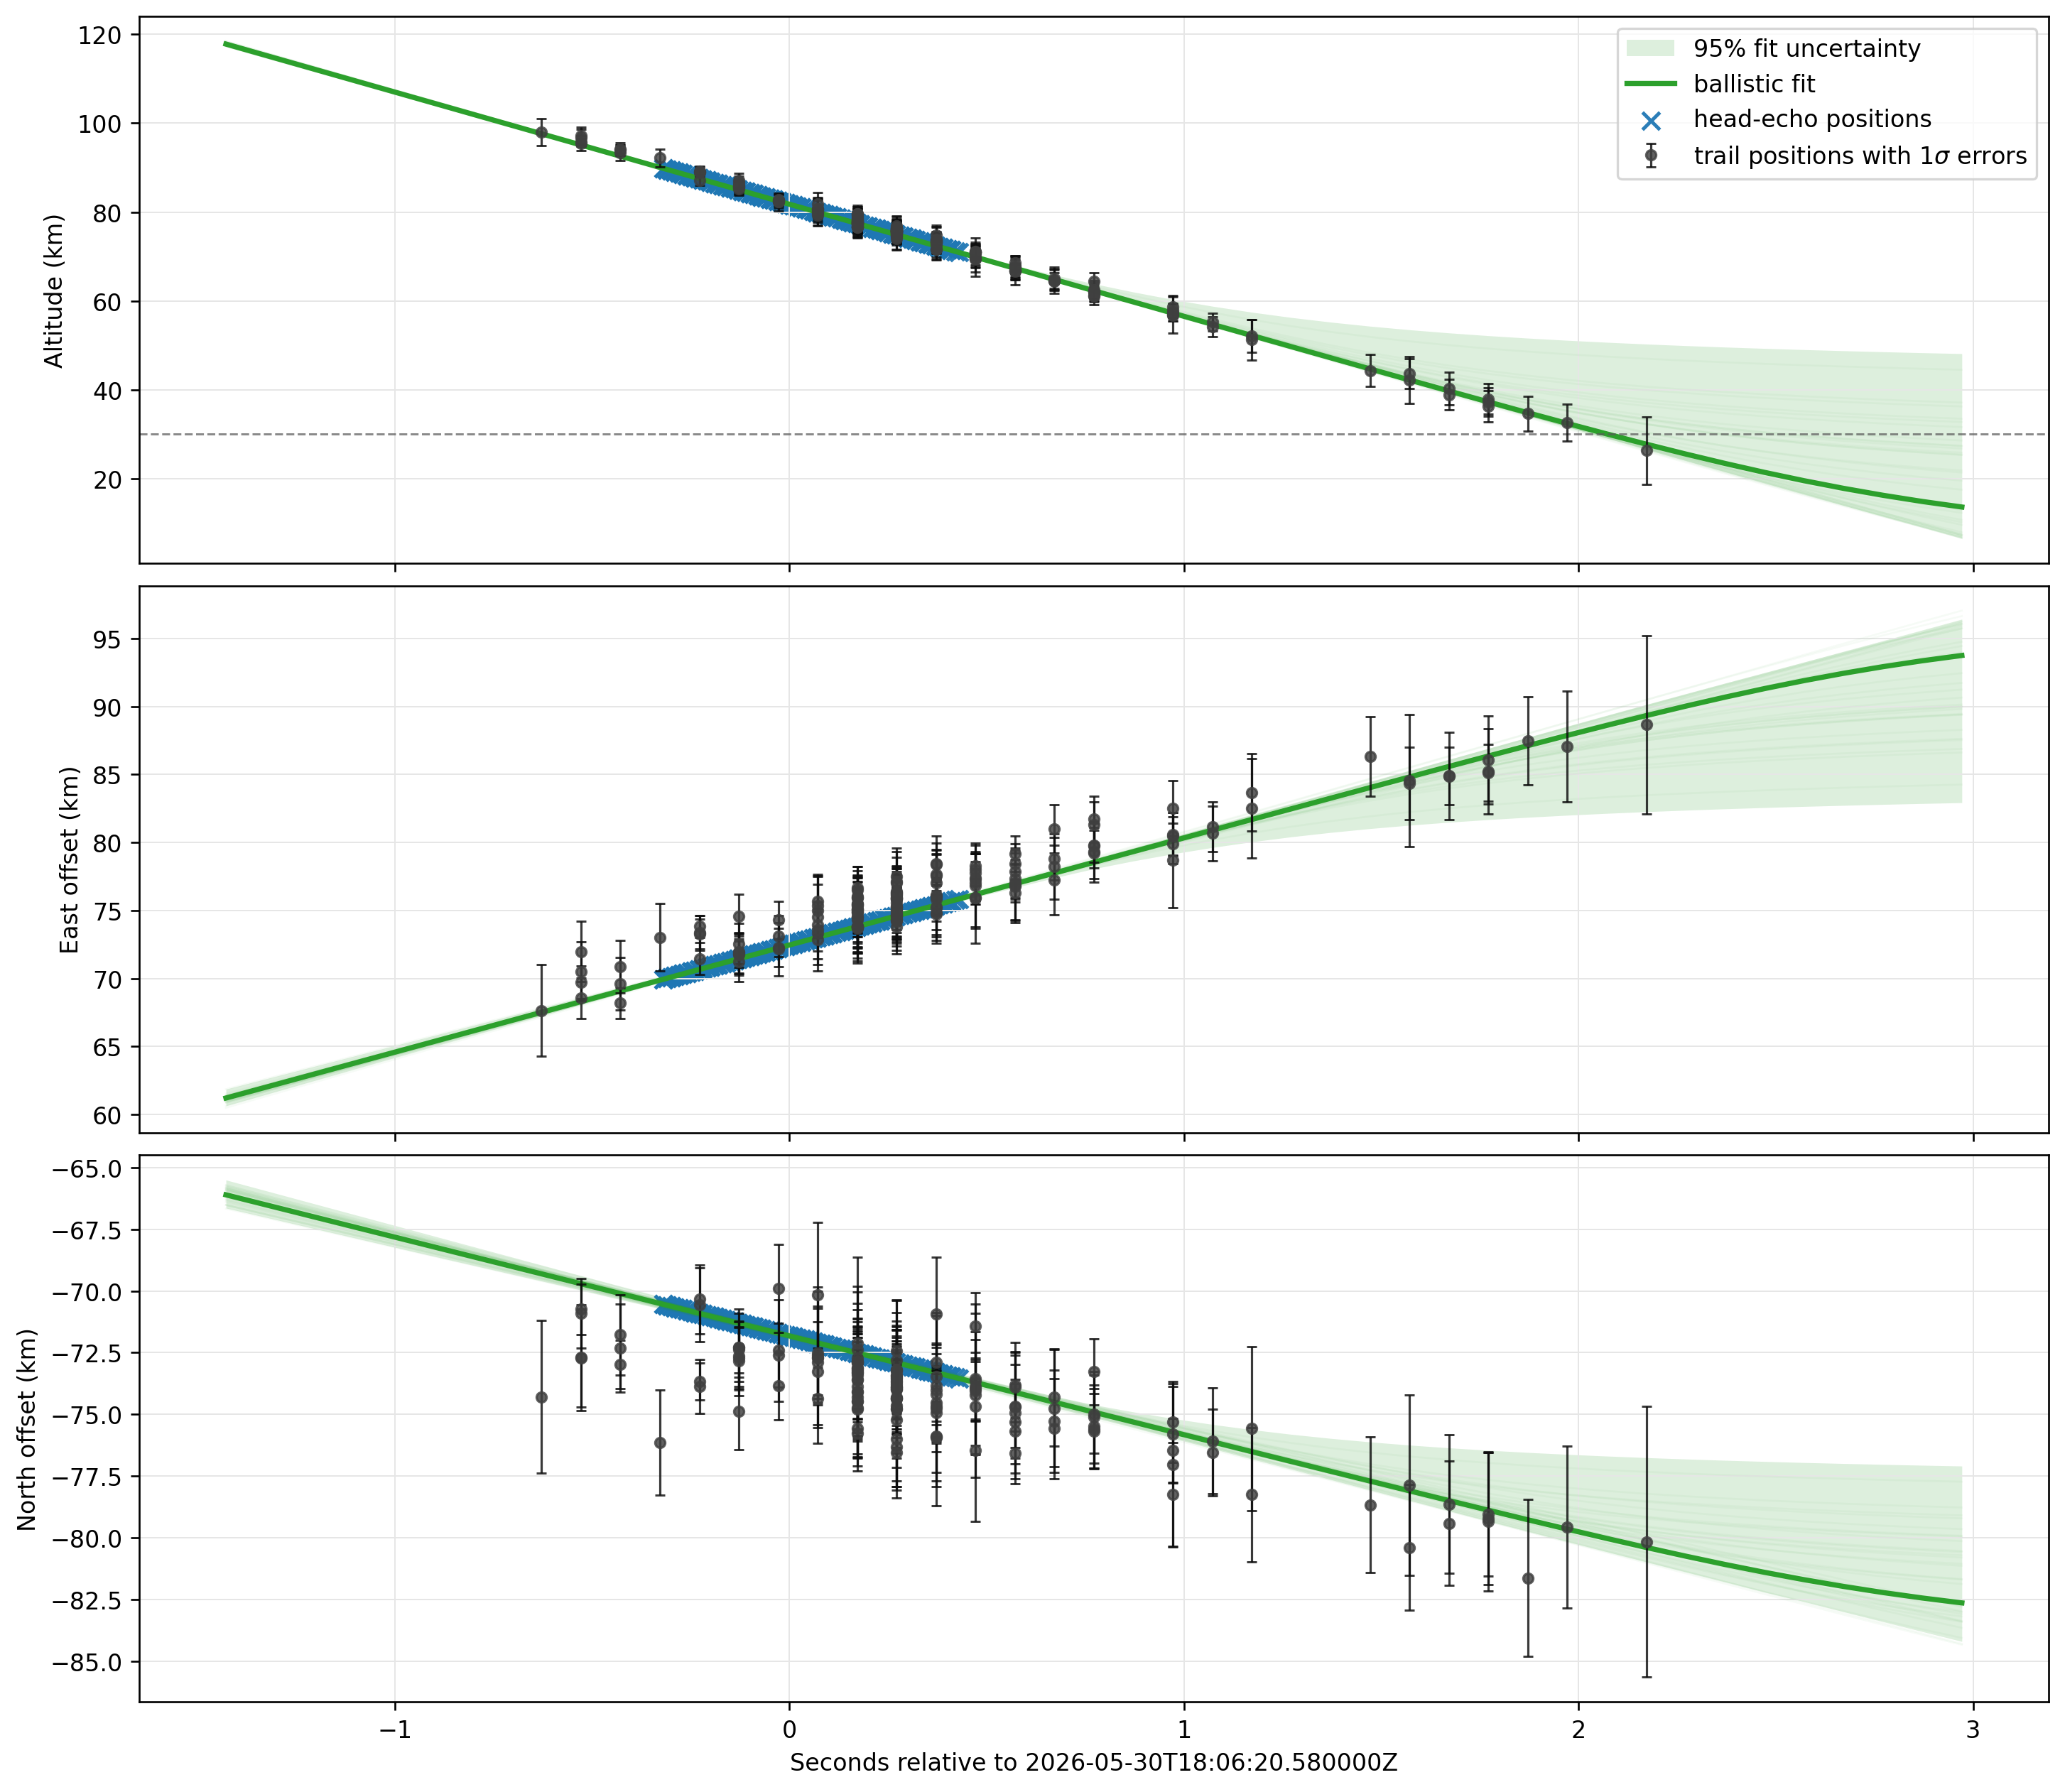 120
100
80
60
40
20
Altitude (km)
95% fit uncertainty
ballistic fit
head-echo positions
trail positions with 1σ errors
95
90
85
80
75
70
65
60
East offset (km)
−65.0
−67.5
−70.0
−72.5
−75.0
−77.5
−80.0
−82.5
−85.0
North offset (km)
−1 0 1 2 3
Seconds relative to 2026-05-30T18:06:20.580000Z